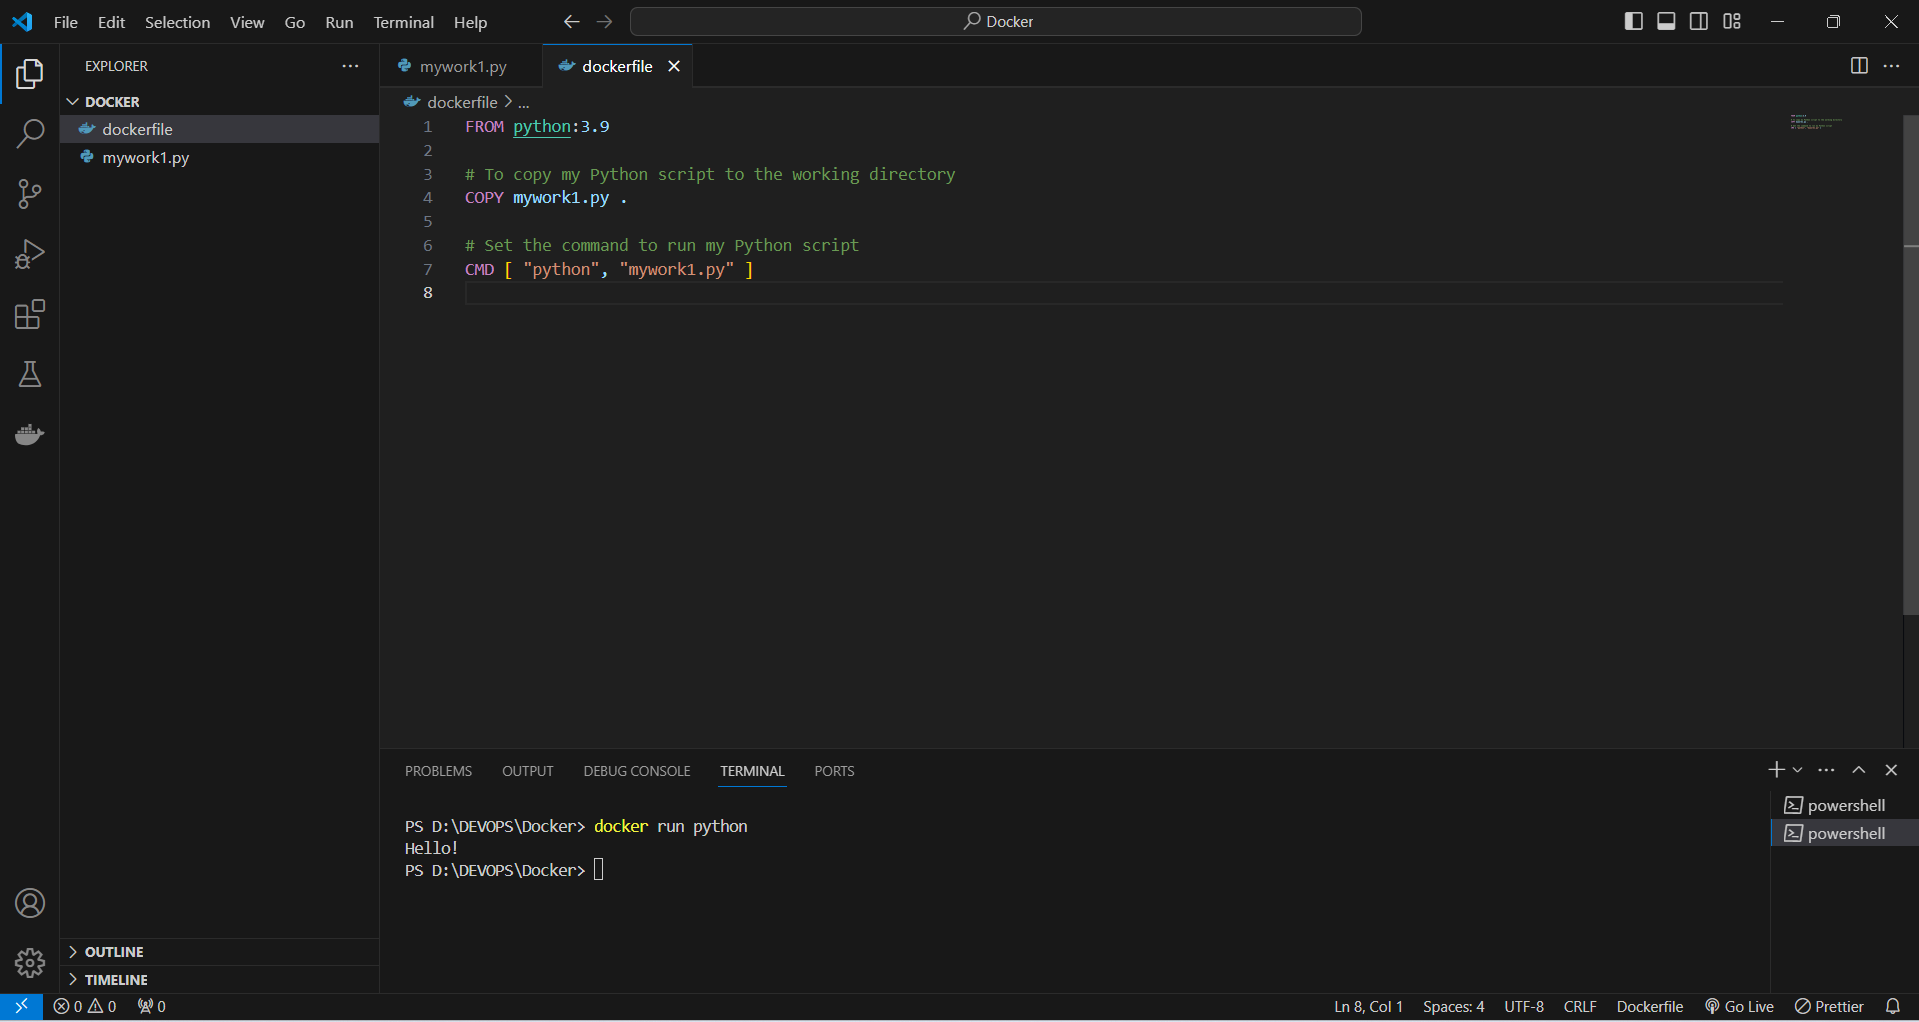 File Edit Selection View Go Run Terminal Help
Docker
EXPLORER
DOCKER
dockerfile
mywork1.py
mywork1.py
dockerfile
dockerfile > ...
1 FROM python:3.9
2
3 # To copy my Python script to the working directory
4 COPY mywork1.py .
5
6 # Set the command to run my Python script
7 CMD [ "python", "mywork1.py" ]
8
PROBLEMS OUTPUT DEBUG CONSOLE TERMINAL PORTS
PS D:\DEVOPS\Docker> docker run python
Hello!
PS D:\DEVOPS\Docker>
powershell
powershell
OUTLINE
TIMELINE
0 0 0
Ln 8, Col 1 Spaces: 4 UTF-8 CRLF Dockerfile Go Live Prettier